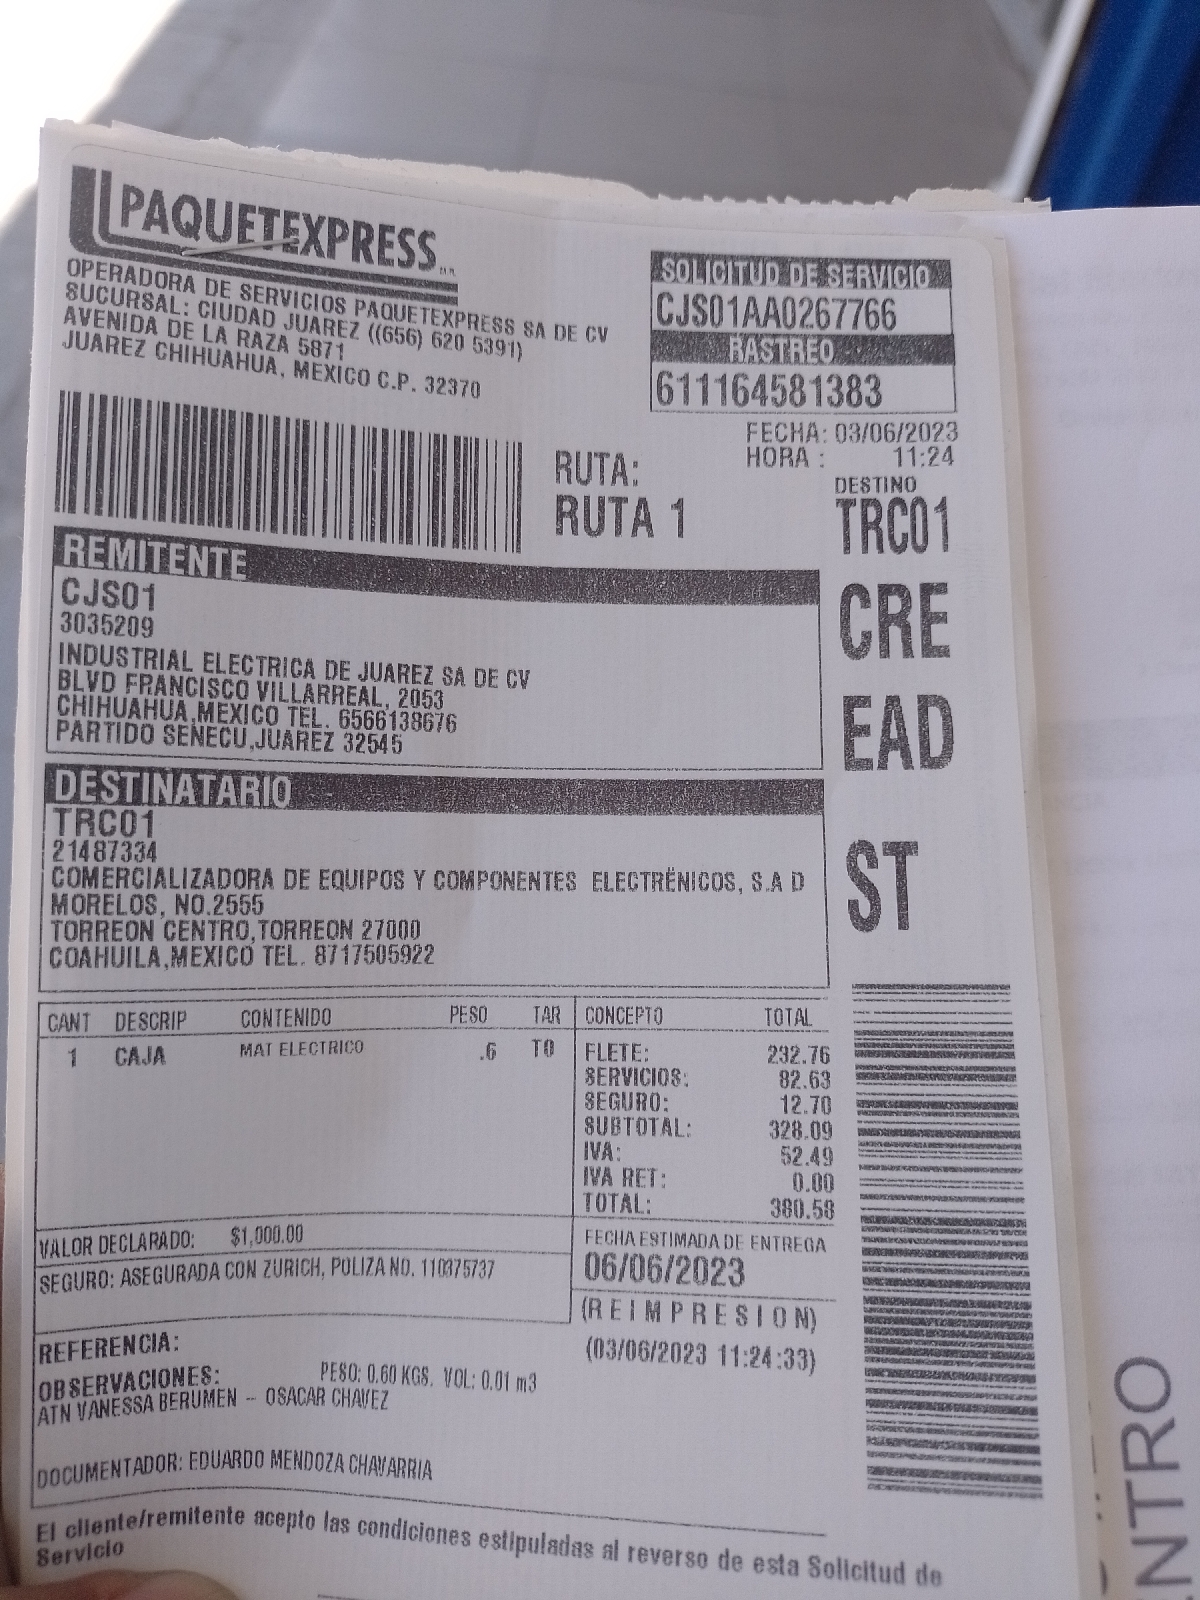 PAQUETEXPRESS
OPERADORA DE SERVICIOS PAQUETEXPRESS SA DE CV
SUCURSAL: CIUDAD JUAREZ ((656) 620 5391)
AVENIDA DE LA RAZA 5871
JUAREZ CHIHUAHUA, MEXICO C.P. 32370
SOLICITUD DE SERVICIO
CJS01AA0267766
RASTREO
611164581383
FECHA: 03/06/2023
HORA : 11:24
RUTA:
RUTA 1
DESTINO
TRC01
CRE
EAD
ST
REMITENTE
CJS01
3035209
INDUSTRIAL ELECTRICA DE JUAREZ SA DE CV
BLVD FRANCISCO VILLARREAL, 2053
CHIHUAHUA,MEXICO TEL. 6566138676
PARTIDO SENECU,JUAREZ 32545
DESTINATARIO
TRC01
21487334
COMERCIALIZADORA DE EQUIPOS Y COMPONENTES ELECTRËNICOS, S.A D
MORELOS, NO.2555
TORREON CENTRO,TORREON 27000
COAHUILA,MEXICO TEL. 8717505922
CANT DESCRIP CONTENIDO PESO TAR
1 CAJA MAT ELECTRICO .6 T0
CONCEPTO TOTAL
FLETE: 232.76
SERVICIOS: 82.63
SEGURO: 12.70
SUBTOTAL: 328.09
IVA: 52.49
IVA RET: 0.00
TOTAL: 380.58
VALOR DECLARADO: $1,000.00
SEGURO: ASEGURADA CON ZURICH, POLIZA NO. 110375737
FECHA ESTIMADA DE ENTREGA
06/06/2023
(REIMPRESION)
(03/06/2023 11:24:33)
REFERENCIA:
OBSERVACIONES: PESO: 0.60 KGS. VOL: 0.01 m3
ATN VANESSA BERUMEN -- OSACAR CHAVEZ
DOCUMENTADOR: EDUARDO MENDOZA CHAVARRIA
El cliente/remitente acepto las condiciones estipuladas al reverso de esta Solicitud de
Servicio
ENTRO